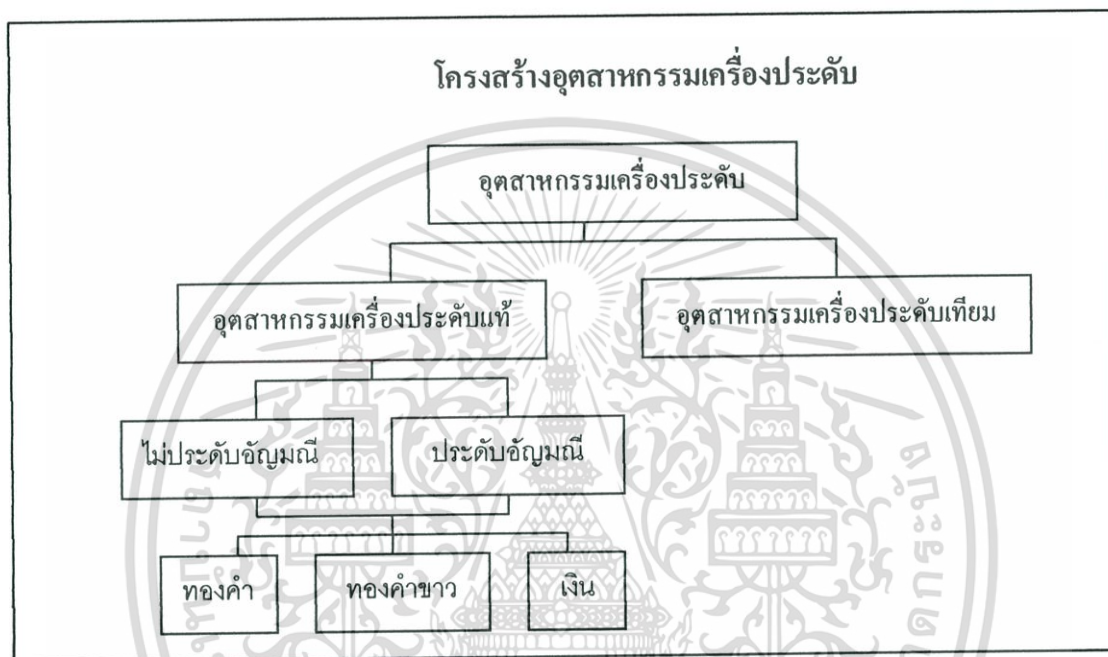 โครงสร้างอุตสาหกรรมเครื่องประดับ
อุตสาหกรรมเครื่องประดับ
อุตสาหกรรมเครื่องประดับแท้
อุตสาหกรรมเครื่องประดับเทียม
ไม่ประดับอัญมณี
ประดับอัญมณี
ทองคำ
ทองคำขาว
เงิน